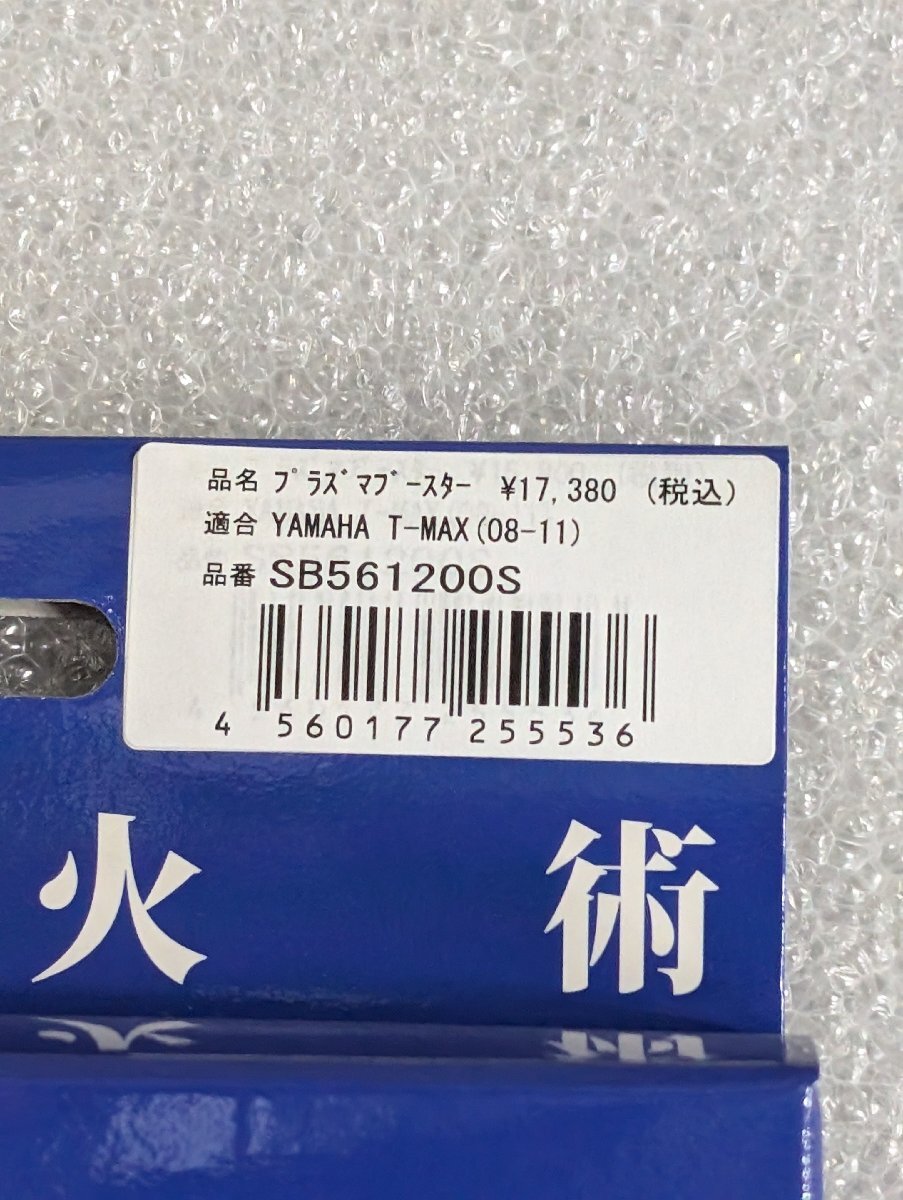 品名 ﾌﾟﾗｽﾞﾏﾌﾞｰｽﾀｰ ¥17,380 (税込)
適合 YAMAHA T-MAX(08-11)
品番 SB561200S
4 560177 255536
火 術